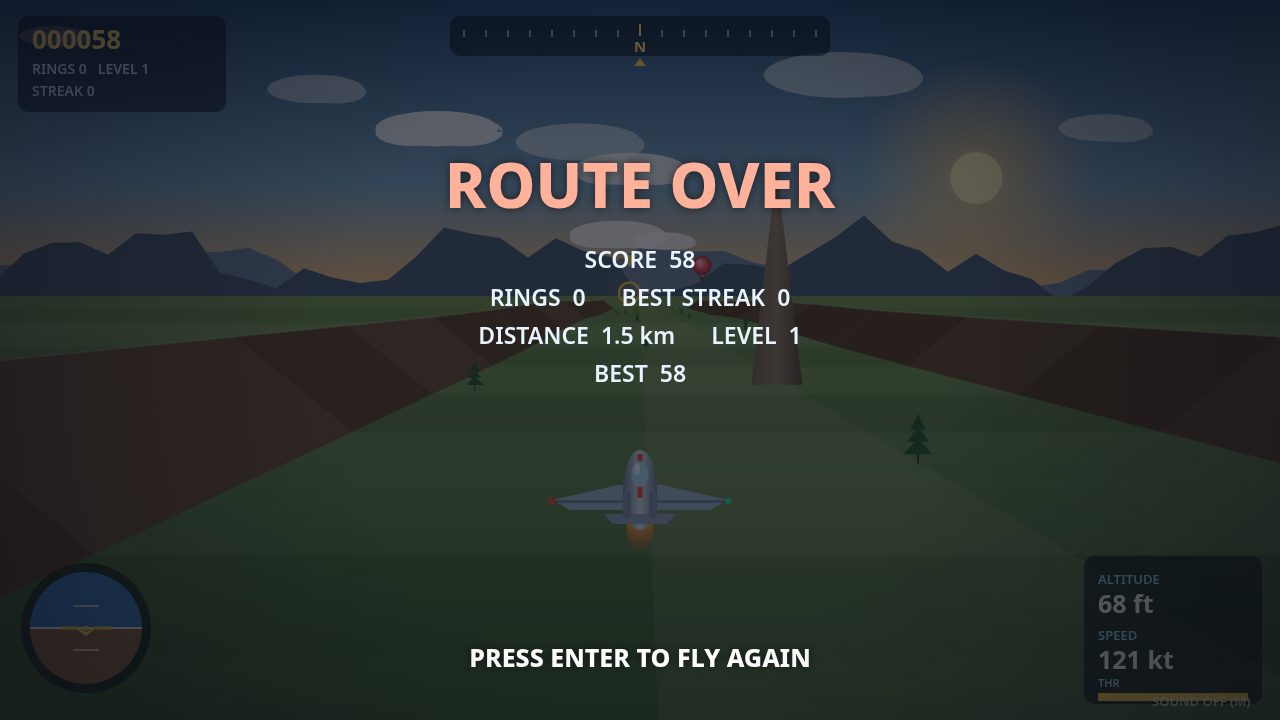 000058
RINGS 0 LEVEL 1
STREAK 0
N
ROUTE OVER
SCORE 58
RINGS 0 BEST STREAK 0
DISTANCE 1.5 km LEVEL 1
BEST 58
PRESS ENTER TO FLY AGAIN
ALTITUDE
68 ft
SPEED
121 kt
THR
SOUND OFF (M)